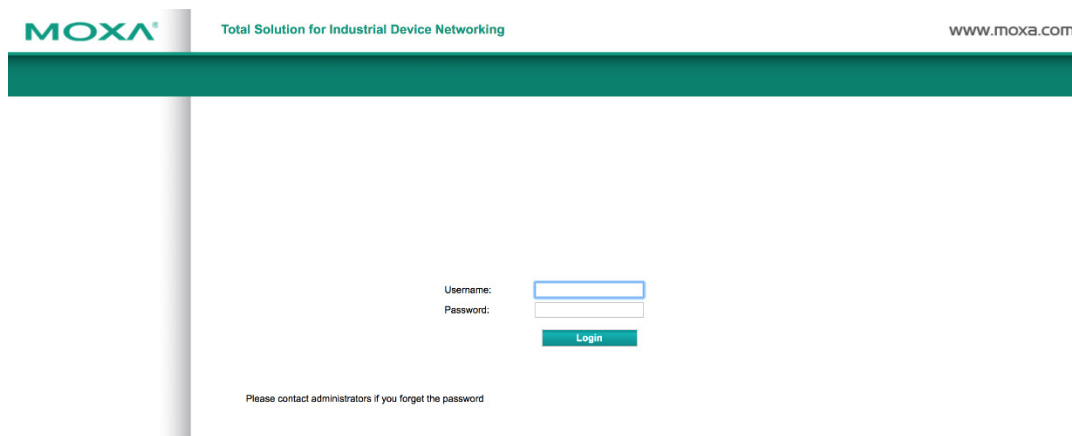 MOXA®
Total Solution for Industrial Device Networking
www.moxa.com
Username:
Password:
Login
Please contact administrators if you forget the password